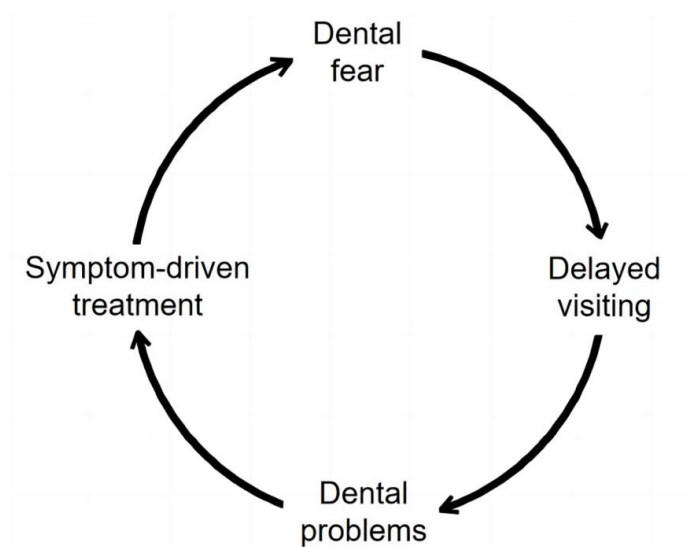 Dental
fear
Delayed
visiting
Dental
problems
Symptom-driven
treatment